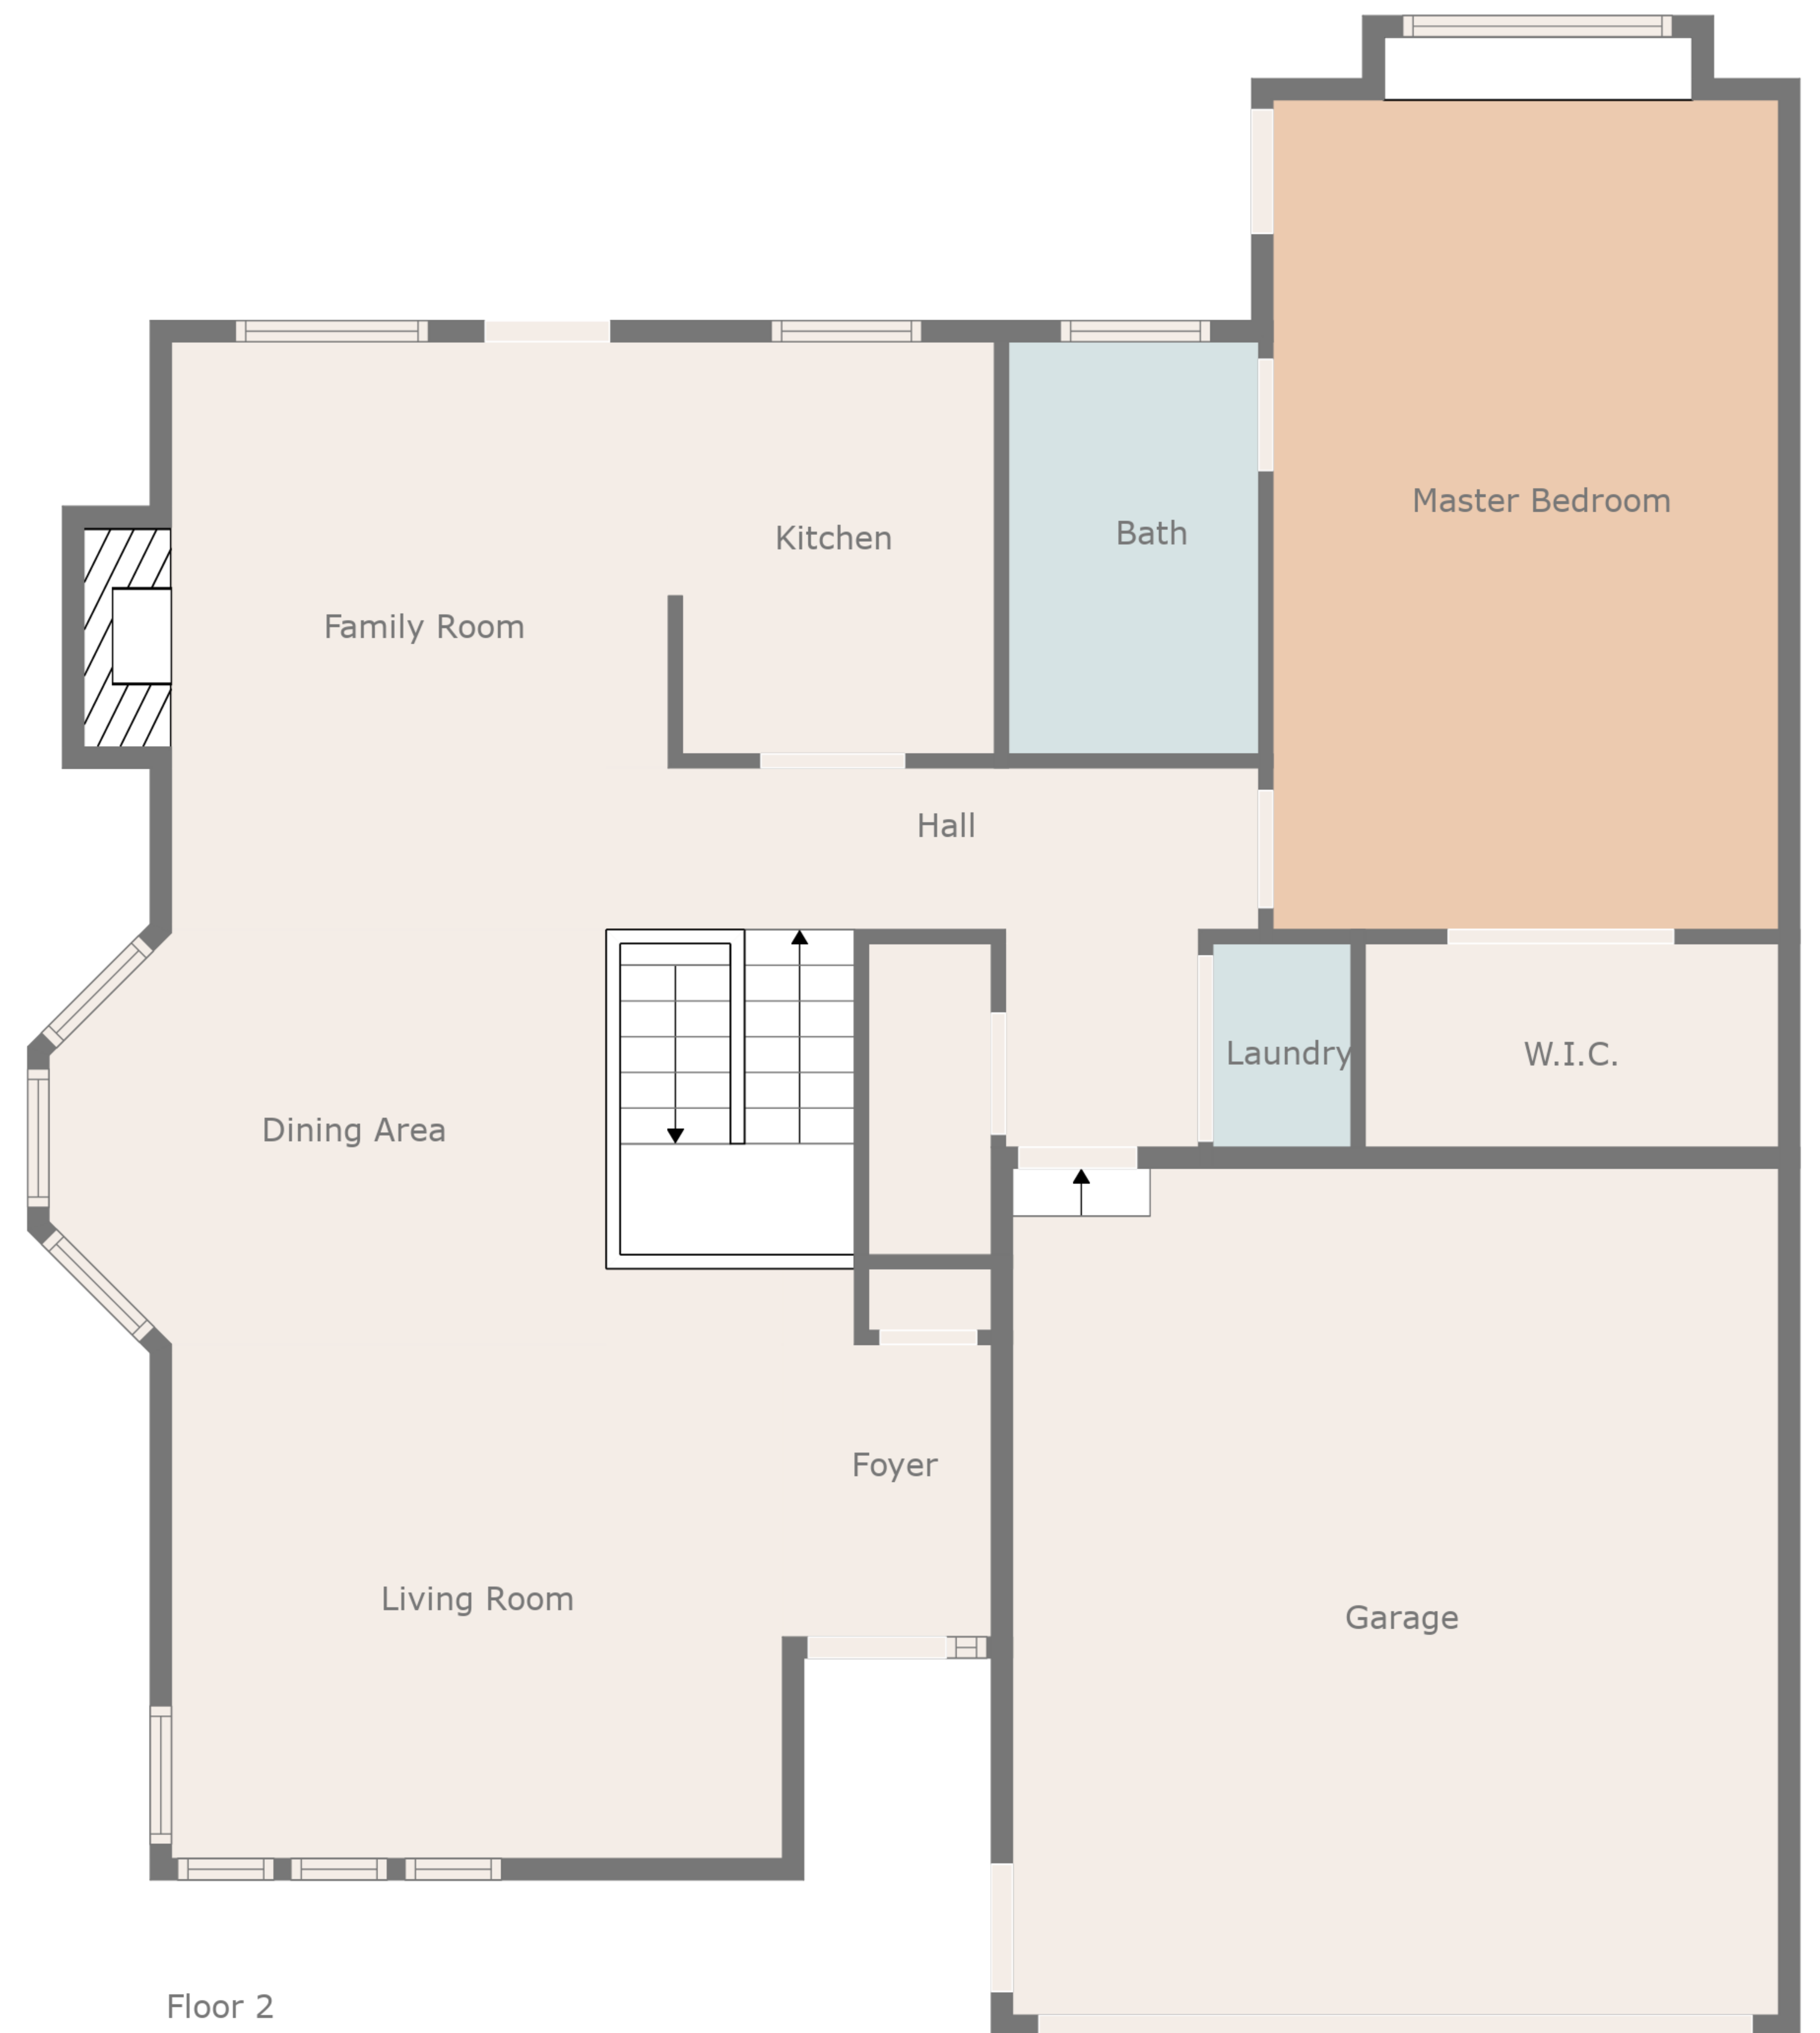 Master Bedroom
Bath
Kitchen
Family Room
Hall
Laundry
W.I.C.
Dining Area
Foyer
Living Room
Garage
Floor 2